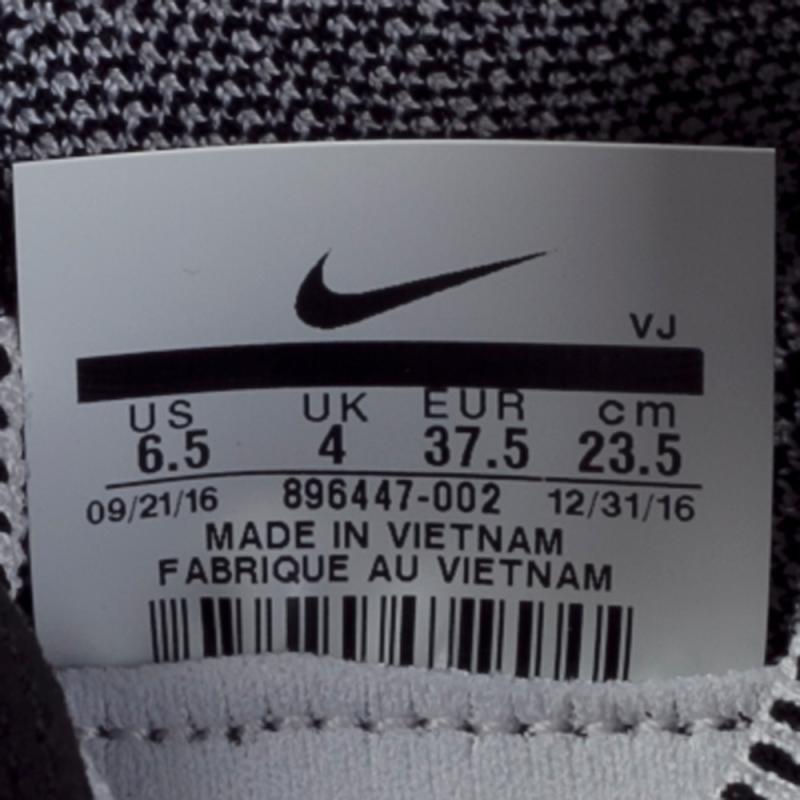 VJ
US UK EUR cm
6.5 4 37.5 23.5
09/21/16 896447-002 12/31/16
MADE IN VIETNAM
FABRIQUE AU VIETNAM